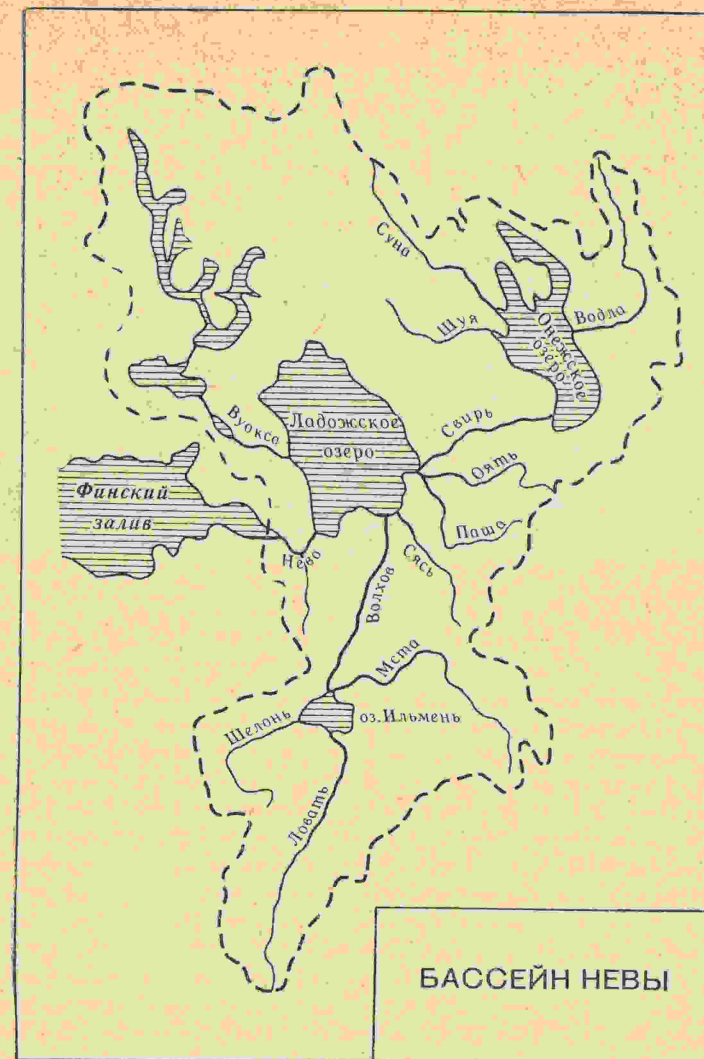 Суна
Шуя
Водла
Онежское
озеро
Свирь
Вуокса
Ладожское
озеро
Оять
Паша
Финский
залив
Нева
Сясь
Волхов
Мста
Шелонь
оз.Ильмень
Ловать
БАССЕЙН НЕВЫ